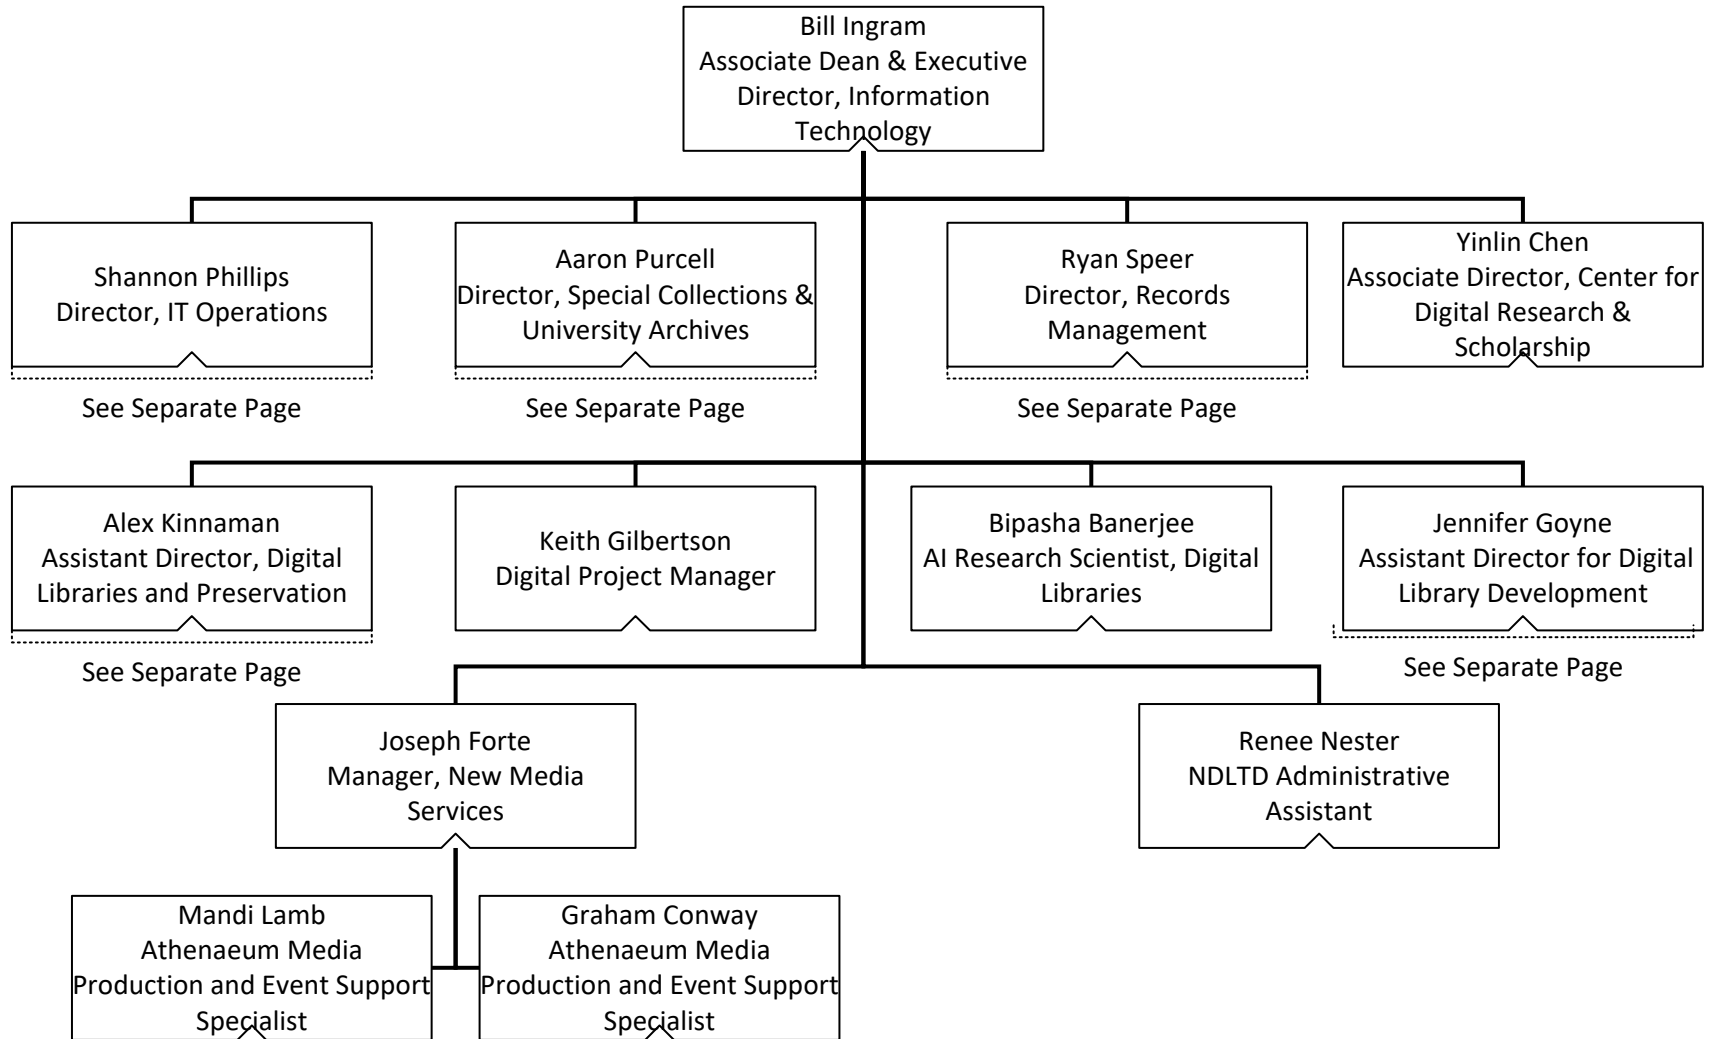 Bill Ingram
Associate Dean & Executive
Director, Information
Technology
Shannon Phillips
Director, IT Operations
See Separate Page
Aaron Purcell
Director, Special Collections &
University Archives
See Separate Page
Ryan Speer
Director, Records
Management
See Separate Page
Yinlin Chen
Associate Director, Center for
Digital Research &
Scholarship
Alex Kinnaman
Assistant Director, Digital
Libraries and Preservation
See Separate Page
Keith Gilbertson
Digital Project Manager
Bipasha Banerjee
AI Research Scientist, Digital
Libraries
Jennifer Goyne
Assistant Director for Digital
Library Development
See Separate Page
Joseph Forte
Manager, New Media
Services
Renee Nester
NDLTD Administrative
Assistant
Mandi Lamb
Athenaeum Media
Production and Event Support
Specialist
Graham Conway
Athenaeum Media
Production and Event Support
Specialist